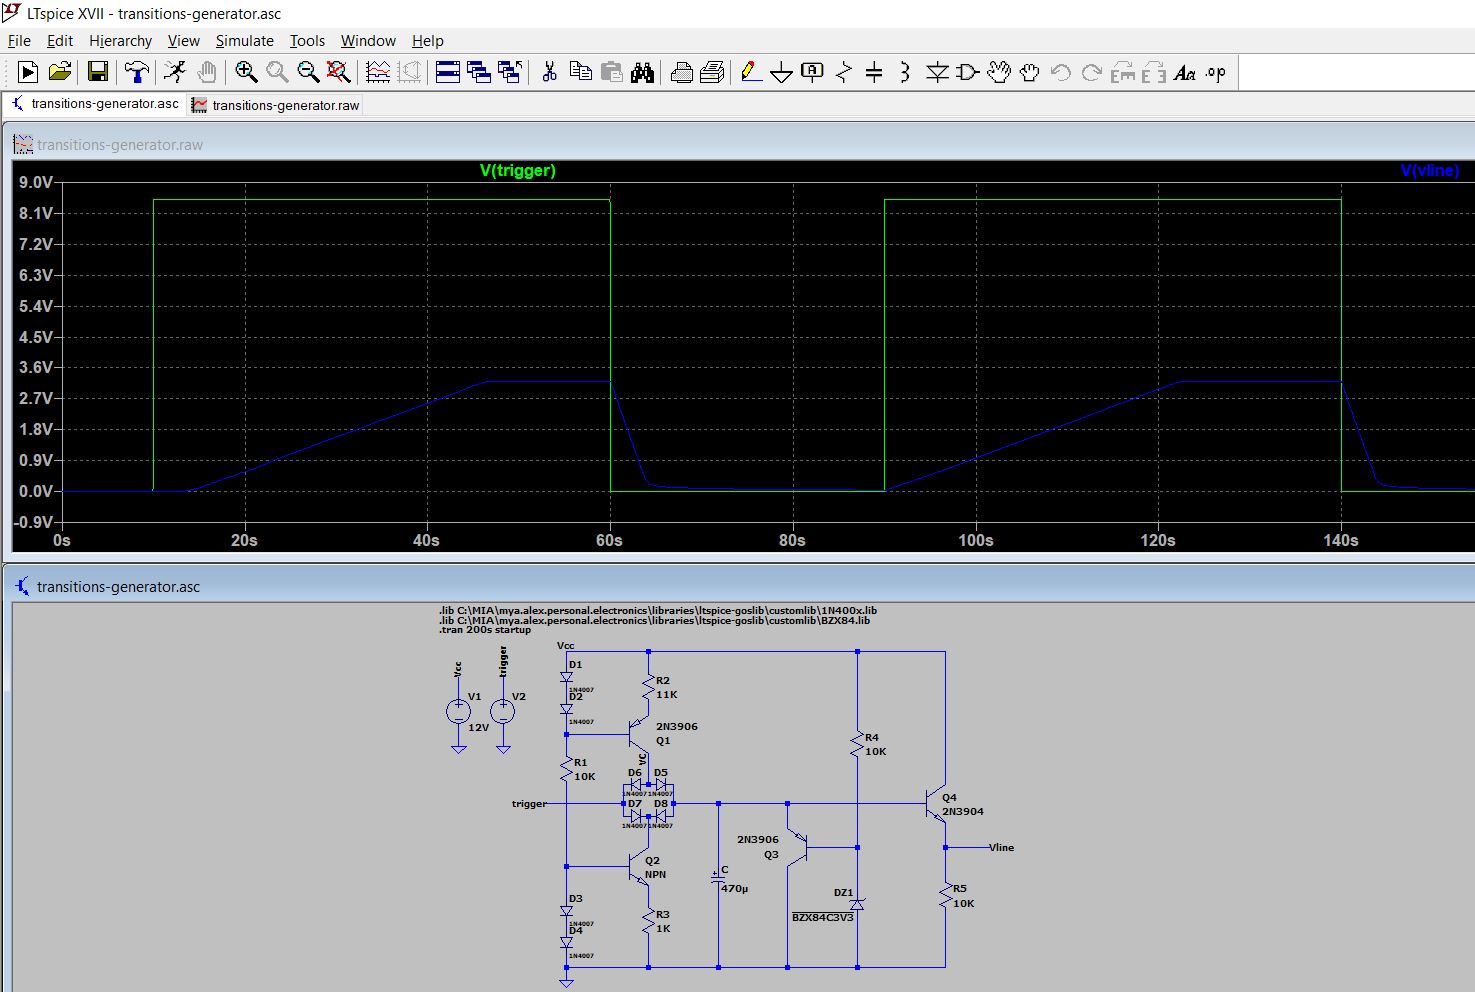 LTspice XVII - transitions-generator.asc
File Edit Hierarchy View Simulate Tools Window Help
transitions-generator.asc transitions-generator.raw
transitions-generator.raw
V(trigger) V(vline)
9.0V
8.1V
7.2V
6.3V
5.4V
4.5V
3.6V
2.7V
1.8V
0.9V
0.0V
-0.9V
0s 20s 40s 60s 80s 100s 120s 140s
transitions-generator.asc
.lib C:\MIA\mya.alex.personal.electronics\libraries\ltspice-goslib\customlib\1N400x.lib
.lib C:\MIA\mya.alex.personal.electronics\libraries\ltspice-goslib\customlib\BZX84.lib
.tran 200s startup
Vcc
Vcc
trigger
V1
12V
V2
D1
1N4007
D2
1N4007
R2
11K
2N3906
Q1
R1
10K
VC
D6 D5
1N4007 1N4007
trigger
D7 D8
1N4007 1N4007
R4
10K
Q4
2N3904
2N3906
Q3
Vline
Q2
NPN
C
470µ
DZ1
BZX84C3V3
R5
10K
D3
1N4007
D4
1N4007
R3
1K